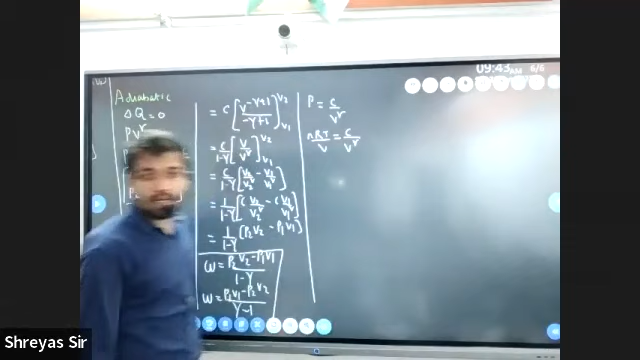 Adiabatic
ΔQ = 0
PV^γ
= C [V^{-γ+1}/-γ+1]_{V1}^{V2}
= C/1-γ [V/V^γ]_{V1}^{V2}
= C/1-γ [V2/V2^γ - V1/V1^γ]
= 1/1-γ [C V2/V2^γ - C V1/V1^γ]
= 1/1-γ [P2V2 - P1V1]
W = P2V2 - P1V1/1-γ
W = P1V1 - P2V2/γ-1
P = C/V^γ
nRT/V = C/V^γ
09:43 AM 6/6
Shreyas Sir